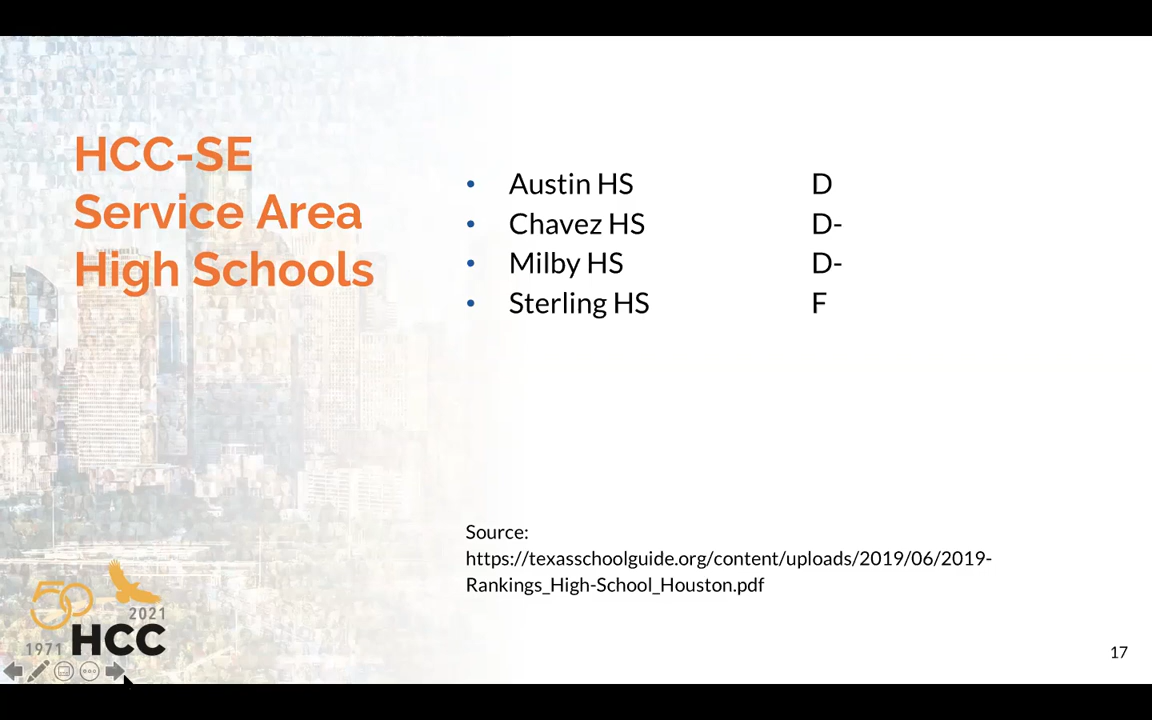 HCC-SE
Service Area
High Schools
• Austin HS D
• Chavez HS D-
• Milby HS D-
• Sterling HS F
Source:
https://texasschoolguide.org/content/uploads/2019/06/2019-
Rankings_High-School_Houston.pdf
50
2021
1971 HCC
17